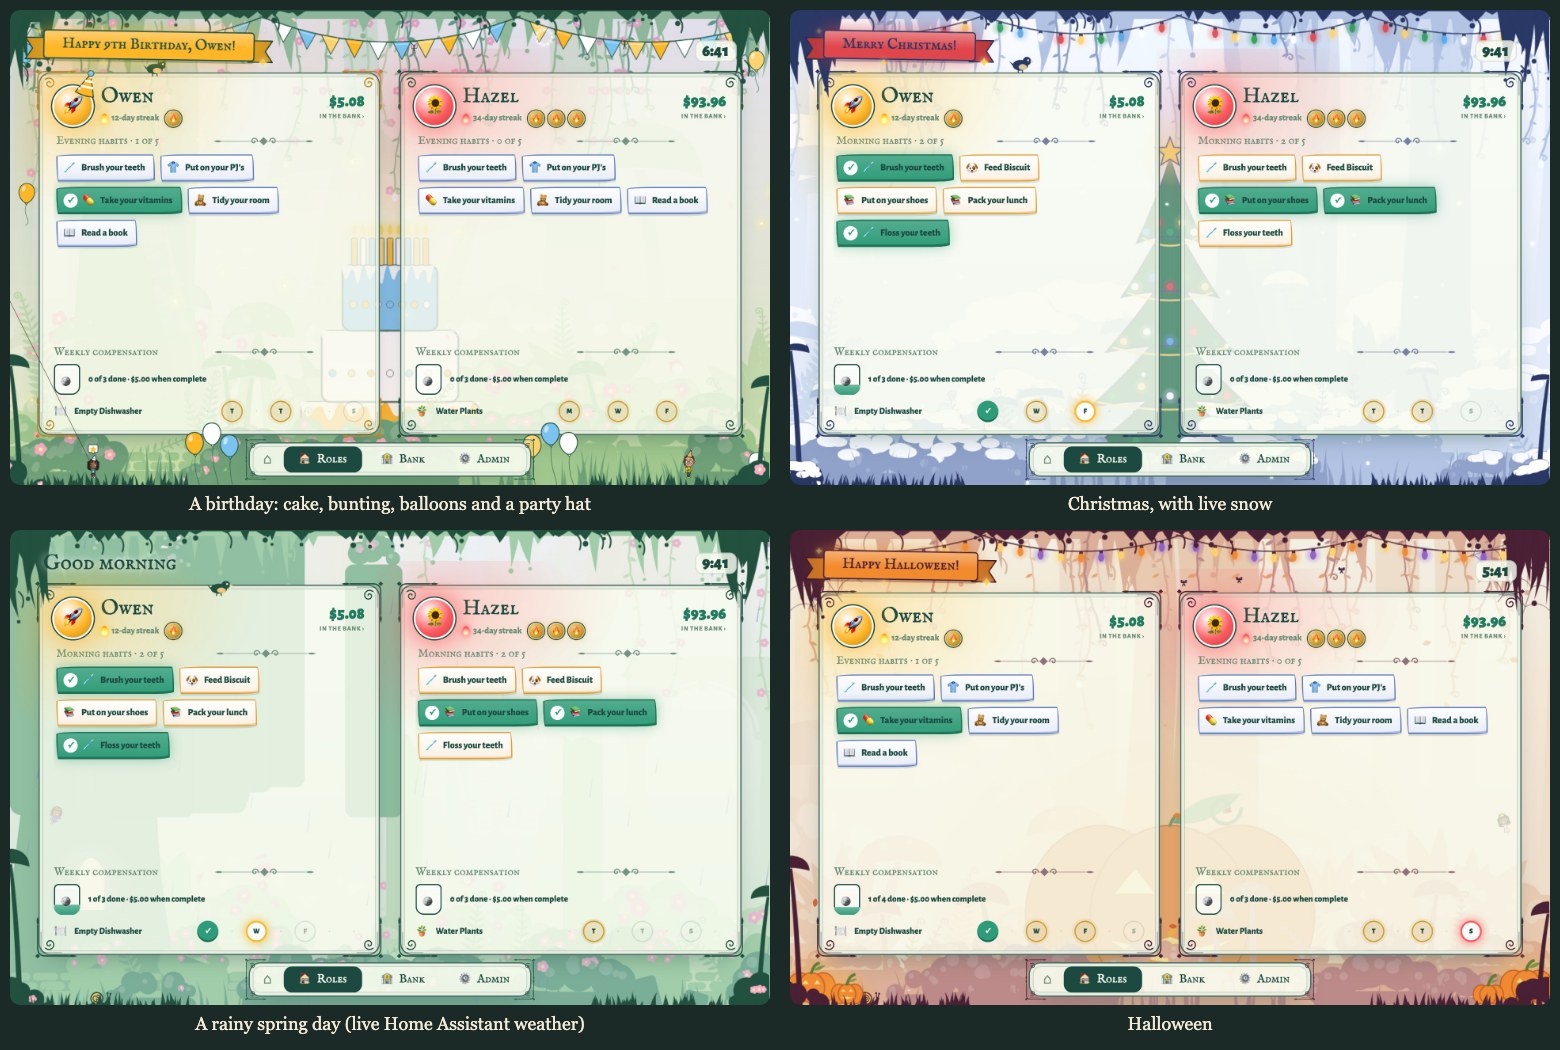 Happy 9th Birthday, Owen!
6:41
Owen
12-day streak
$5.08
IN THE BANK ›
Evening habits · 1 of 5
Brush your teeth
Put on your PJ's
Take your vitamins
Tidy your room
Read a book
Weekly compensation
0 of 3 done · $5.00 when complete
Empty Dishwasher
T T S
Hazel
34-day streak
$93.96
IN THE BANK ›
Evening habits · 0 of 5
Brush your teeth
Put on your PJ's
Take your vitamins
Tidy your room
Read a book
Weekly compensation
0 of 3 done · $5.00 when complete
Water Plants
M W F
Roles
Bank
Admin
A birthday: cake, bunting, balloons and a party hat
Merry Christmas!
9:41
Owen
12-day streak
$5.08
IN THE BANK ›
Morning habits · 2 of 5
Brush your teeth
Feed Biscuit
Put on your shoes
Pack your lunch
Floss your teeth
Weekly compensation
1 of 3 done · $5.00 when complete
Empty Dishwasher
✓ W F
Hazel
34-day streak
$93.96
IN THE BANK ›
Morning habits · 2 of 5
Brush your teeth
Feed Biscuit
Put on your shoes
Pack your lunch
Floss your teeth
Weekly compensation
0 of 3 done · $5.00 when complete
Water Plants
T T S
Roles
Bank
Admin
Christmas, with live snow
Good morning
9:41
Owen
12-day streak
$5.08
IN THE BANK ›
Morning habits · 2 of 5
Brush your teeth
Feed Biscuit
Put on your shoes
Pack your lunch
Floss your teeth
Weekly compensation
1 of 3 done · $5.00 when complete
Empty Dishwasher
✓ W F
Hazel
34-day streak
$93.96
IN THE BANK ›
Morning habits · 2 of 5
Brush your teeth
Feed Biscuit
Put on your shoes
Pack your lunch
Floss your teeth
Weekly compensation
0 of 3 done · $5.00 when complete
Water Plants
T T S
Roles
Bank
Admin
A rainy spring day (live Home Assistant weather)
Happy Halloween!
5:41
Owen
12-day streak
$5.08
IN THE BANK ›
Evening habits · 1 of 5
Brush your teeth
Put on your PJ's
Take your vitamins
Tidy your room
Read a book
Weekly compensation
1 of 4 done · $5.00 when complete
Empty Dishwasher
✓ W F S
Hazel
34-day streak
$93.96
IN THE BANK ›
Evening habits · 0 of 5
Brush your teeth
Put on your PJ's
Take your vitamins
Tidy your room
Read a book
Weekly compensation
0 of 3 done · $5.00 when complete
Water Plants
T T S
Roles
Bank
Admin
Halloween